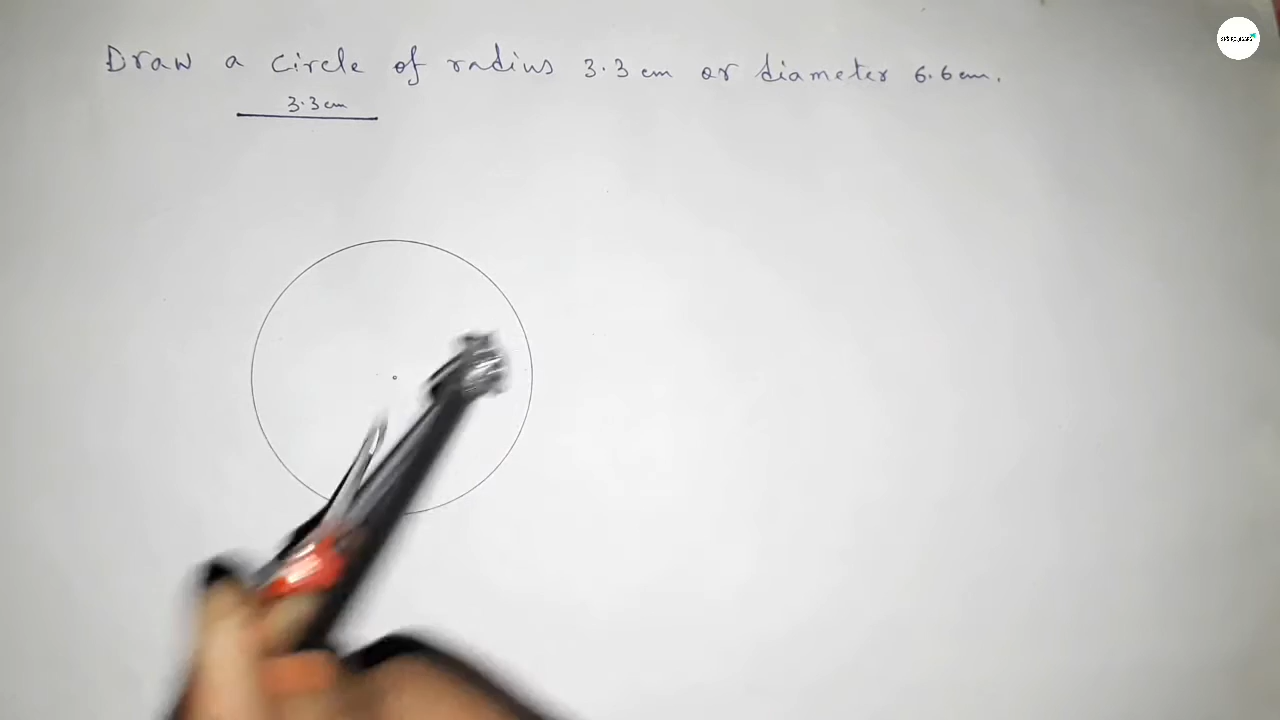 Draw a circle of radius 3.3 cm or diameter 6.6 cm.
3.3 cm